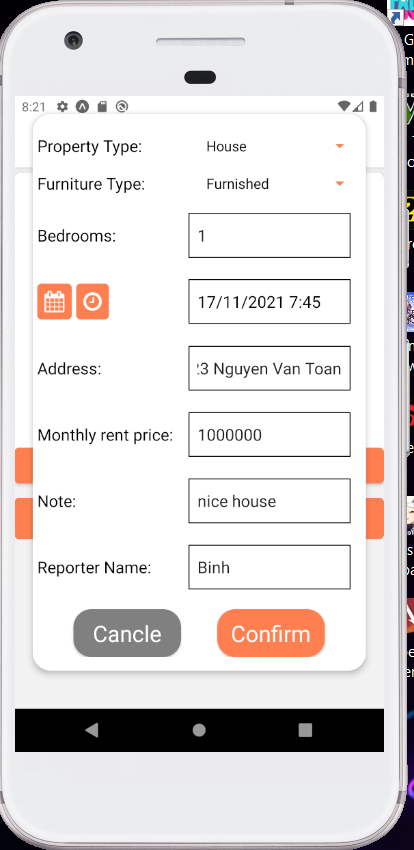 8:21
Property Type: House
Furniture Type: Furnished
Bedrooms: 1
17/11/2021 7:45
Address: 23 Nguyen Van Toan
Monthly rent price: 1000000
Note: nice house
Reporter Name: Binh
Cancle Confirm